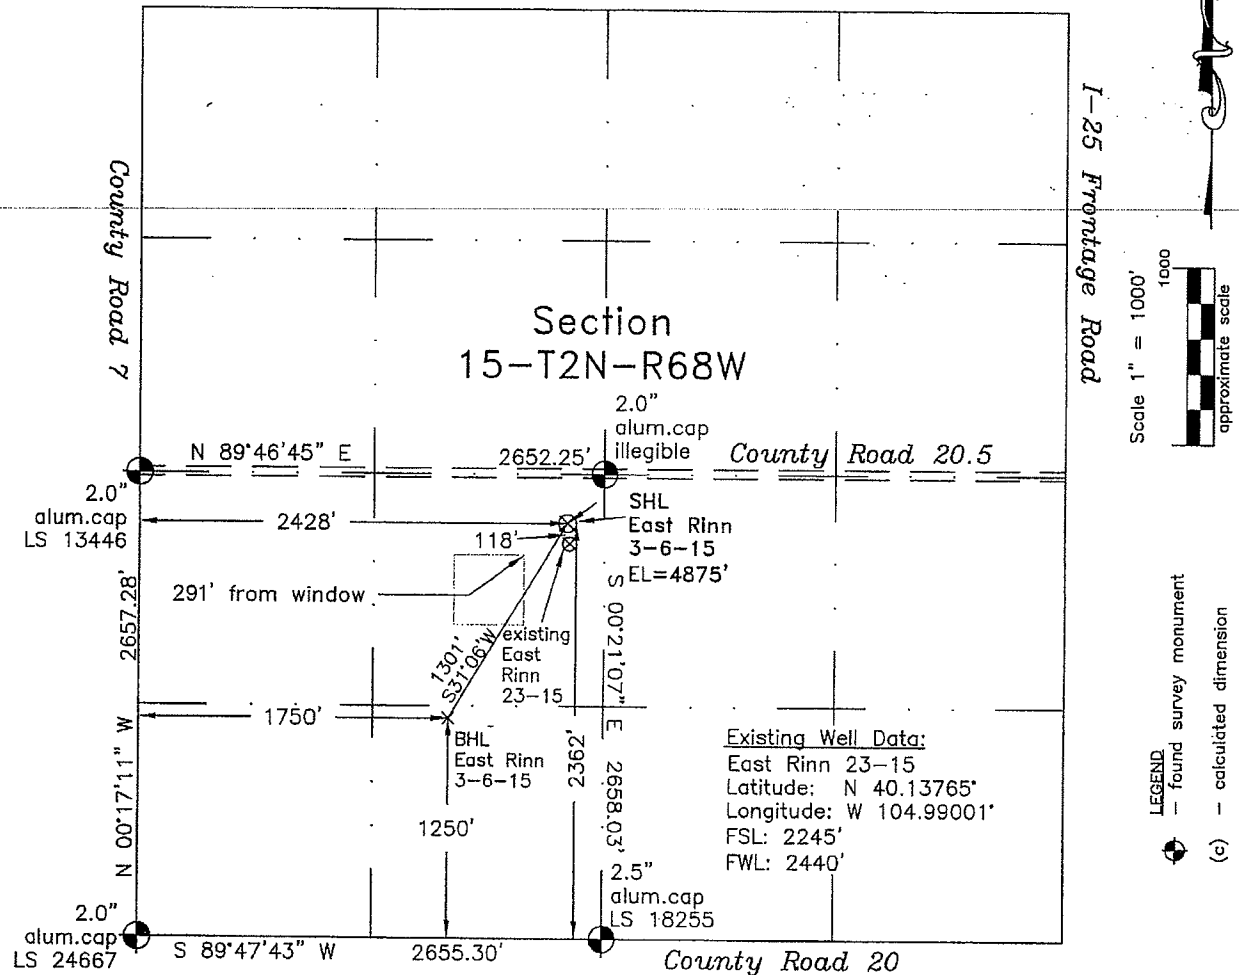 County Road 7
I-25 Frontage Road
Scale 1" = 1000'
1000
approximate scale
Section
15-T2N-R68W
2.0"
alum.cap
illegible
N 89°46'45" E
2652.25'
County Road 20.5
2.0"
alum.cap
LS 13446
2428'
118'
SHL
East Rinn
3-6-15
EL=4875'
291' from window
2657.28'
N 00°17'11" W
existing
East
Rinn
23-15
1301'
S31°06'W
S 00°21'07" E 2658.03'
1750'
BHL
East Rinn
3-6-15
2362'
1250'
Existing Well Data:
East Rinn 23-15
Latitude: N 40.13765°
Longitude: W 104.99001°
FSL: 2245'
FWL: 2440'
LEGEND
- found survey monument
(c) - calculated dimension
2.5"
alum.cap
LS 18255
2.0"
alum.cap
LS 24667
S 89°47'43" W
2655.30'
County Road 20